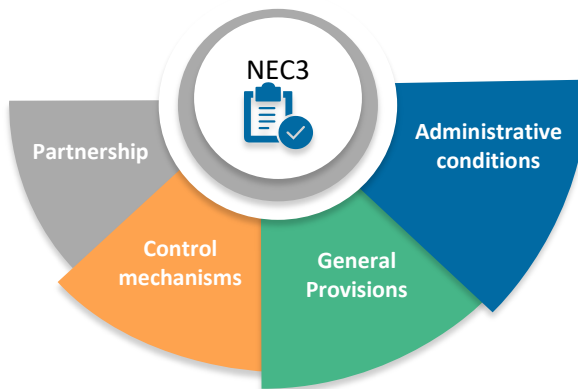 NEC3
Partnership
Control
mechanisms
General
Provisions
Administrative
conditions